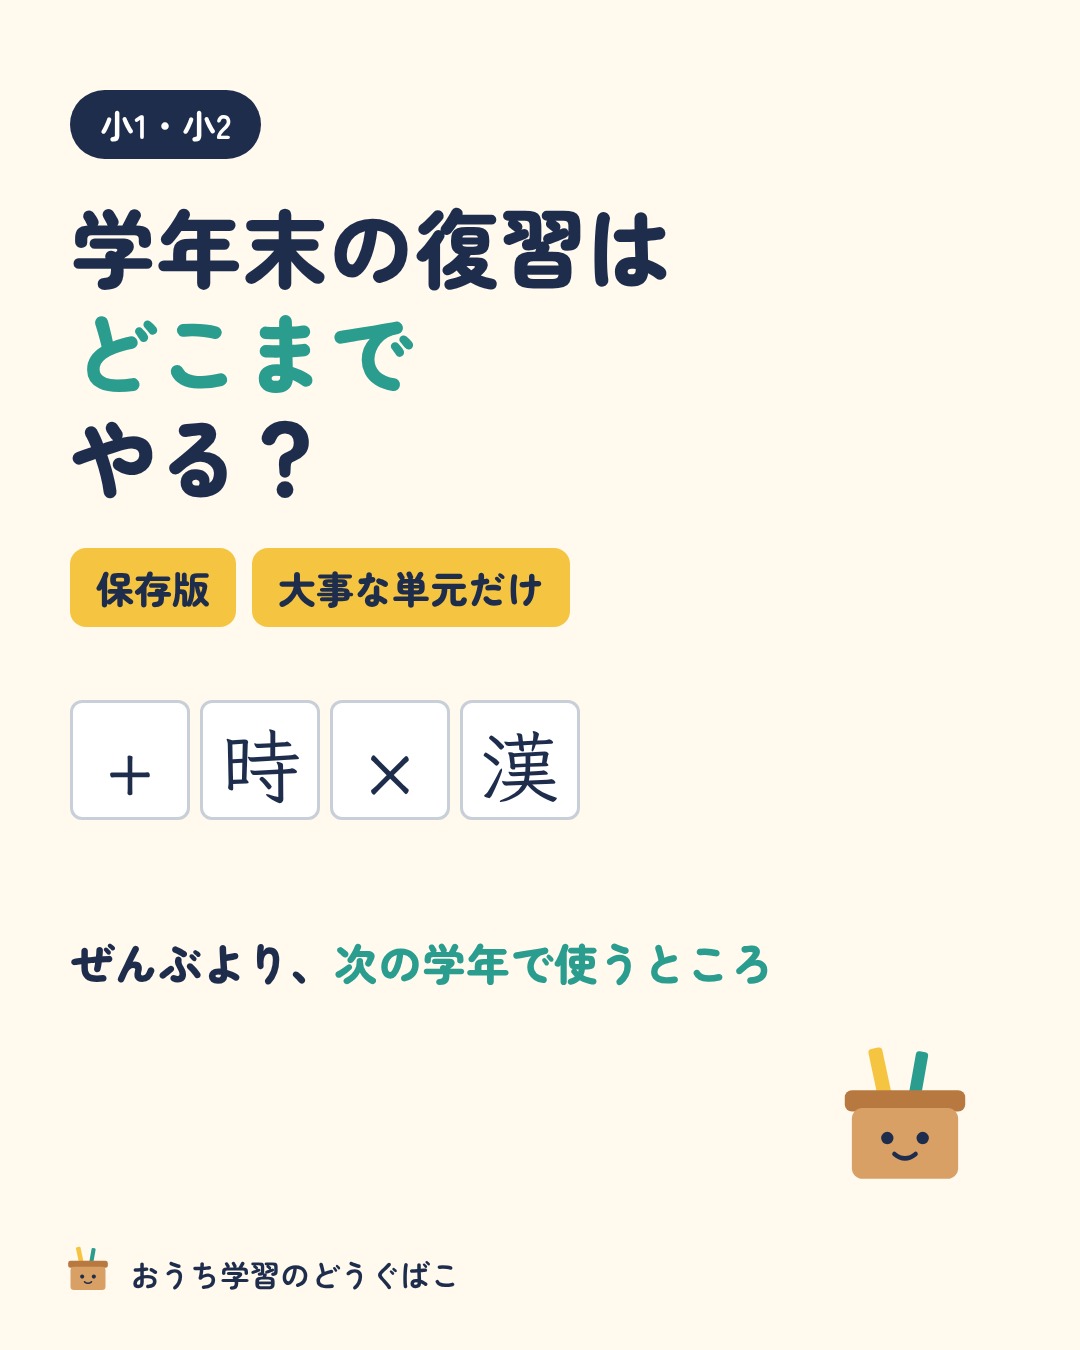 小1・小2
学年末の復習は
どこまで
やる？
保存版 大事な単元だけ
＋ 時 × 漢
ぜんぶより、次の学年で使うところ
おうち学習のどうぐばこ